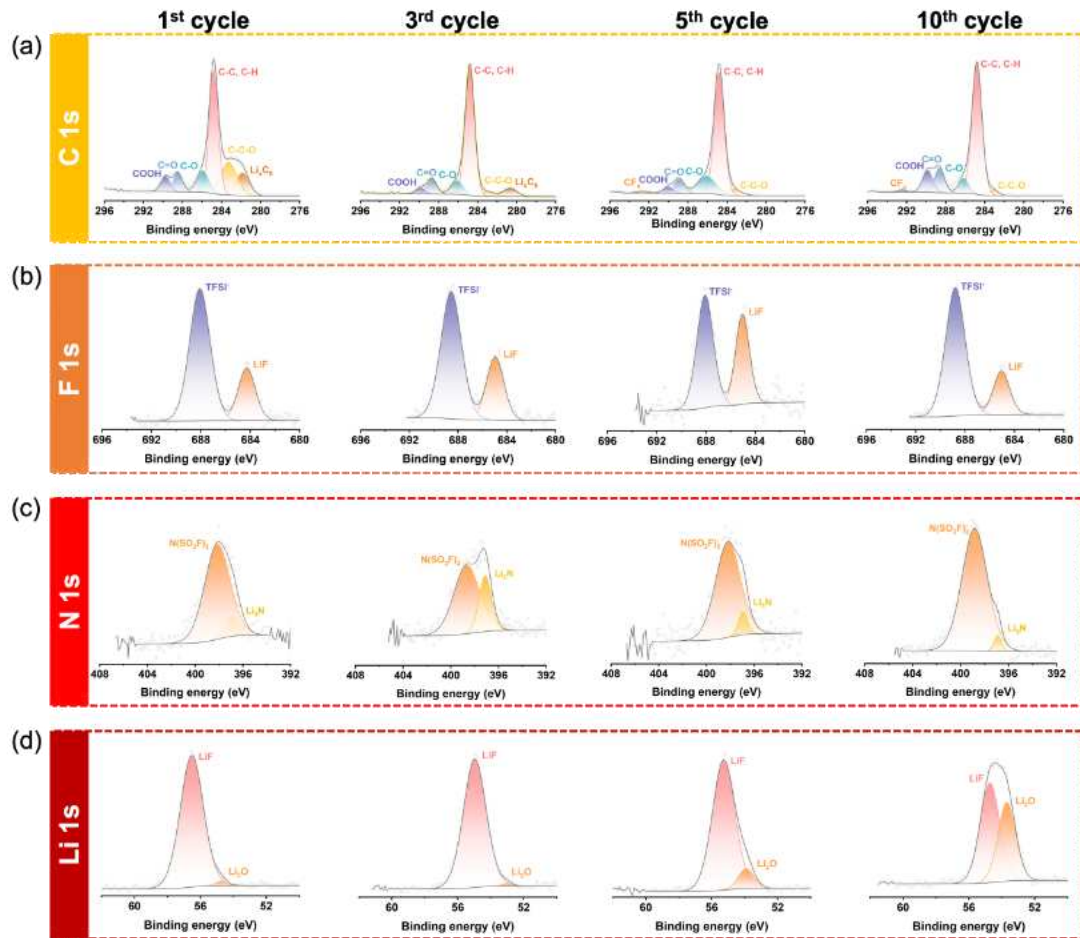 1st cycle 3rd cycle 5th cycle 10th cycle
(a)
C 1s
C-C, C-H
C=O
C-O
C-C-O
COOH
LixC6
296 292 288 284 280 276
Binding energy (eV)
C-C, C-H
C=O
C-O
C-C-O
COOH
LixC6
296 292 288 284 280 276
Binding energy (eV)
C-C, C-H
C=O
C-O
COOH
CFx
C-C-O
296 292 288 284 280 276
Binding energy (eV)
C-C, C-H
C=O
COOH
C-O
CFx
C-C-O
296 292 288 284 280 276
Binding energy (eV)
(b)
F 1s
TFSI-
LiF
696 692 688 684 680
Binding energy (eV)
TFSI-
LiF
696 692 688 684 680
Binding energy (eV)
TFSI-
LiF
696 692 688 684 680
Binding energy (eV)
TFSI-
LiF
696 692 688 684 680
Binding energy (eV)
(c)
N 1s
N(SO2F)2
Li3N
408 404 400 396 392
Binding energy (eV)
N(SO2F)2
Li3N
408 404 400 396 392
Binding energy (eV)
N(SO2F)2
Li3N
408 404 400 396 392
Binding energy (eV)
N(SO2F)2
Li3N
408 404 400 396 392
Binding energy (eV)
(d)
Li 1s
LiF
Li2O
60 56 52
Binding energy (eV)
LiF
Li2O
60 56 52
Binding energy (eV)
LiF
Li2O
60 56 52
Binding energy (eV)
LiF
Li2O
60 56 52
Binding energy (eV)